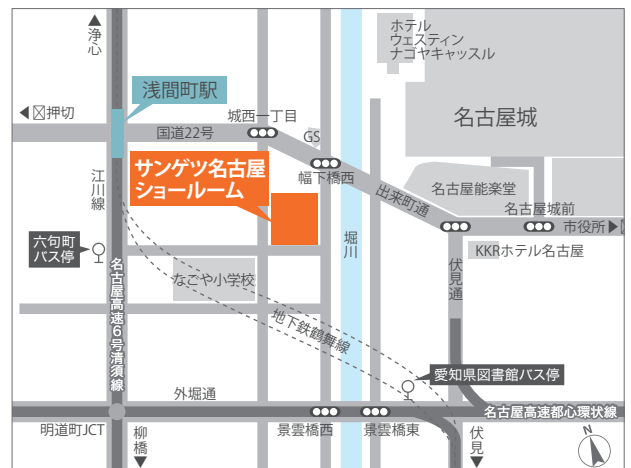 ▲
浄心
ホテル
ウェスティン
ナゴヤキャッスル
浅間町駅
◀〼押切
城西一丁目
名古屋城
国道22号
GS
サンゲツ名古屋
ショールーム
幅下橋西
出来町通
名古屋能楽堂
名古屋城前
江川線
市役所▶
堀川
六句町
バス停
KKRホテル名古屋
伏見通
なごや小学校
名古屋高速6号清須線
地下鉄鶴舞線
愛知県図書館バス停
外堀通
名古屋高速都心環状線
明道町JCT
柳橋
▼
景雲橋西
景雲橋東
伏見
▼
N